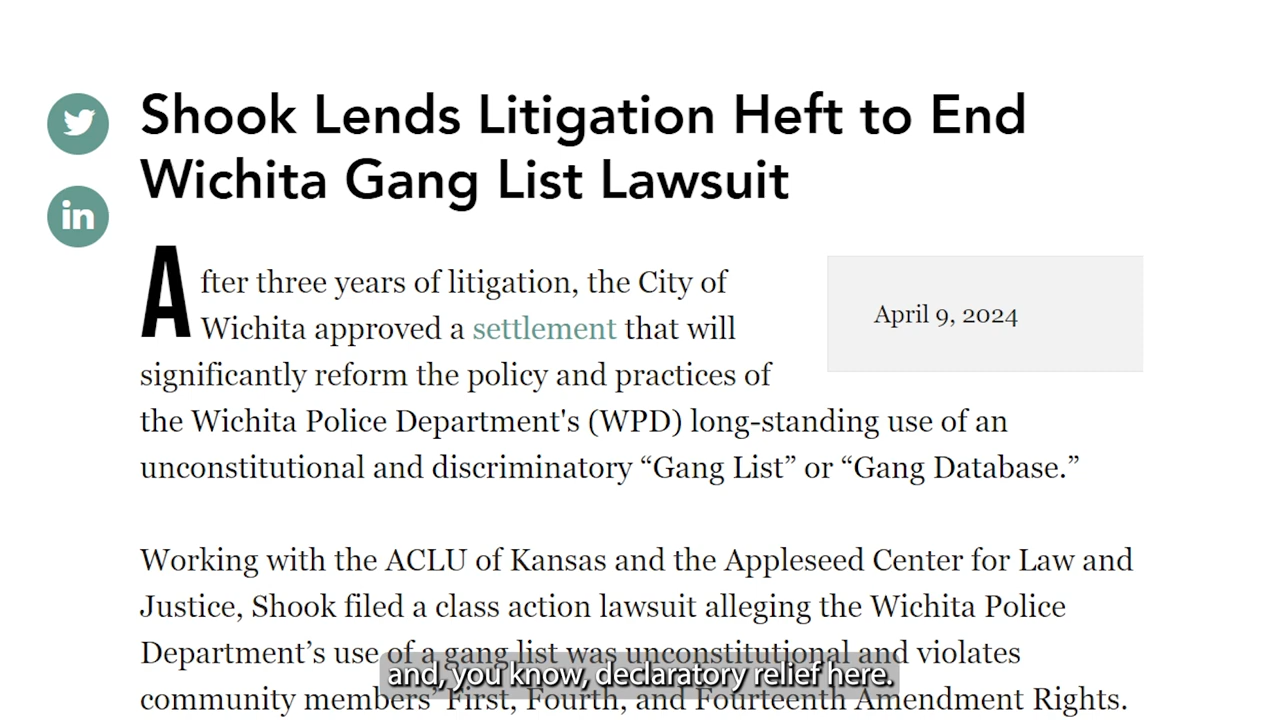 Shook Lends Litigation Heft to End
Wichita Gang List Lawsuit
After three years of litigation, the City of
Wichita approved a settlement that will
significantly reform the policy and practices of
the Wichita Police Department's (WPD) long-standing use of an
unconstitutional and discriminatory “Gang List” or “Gang Database.”
April 9, 2024
Working with the ACLU of Kansas and the Appleseed Center for Law and
Justice, Shook filed a class action lawsuit alleging the Wichita Police
Department’s use of a gang list was unconstitutional and violates
community members’ First, Fourth, and Fourteenth Amendment Rights.
and, you know, declaratory relief here.
in